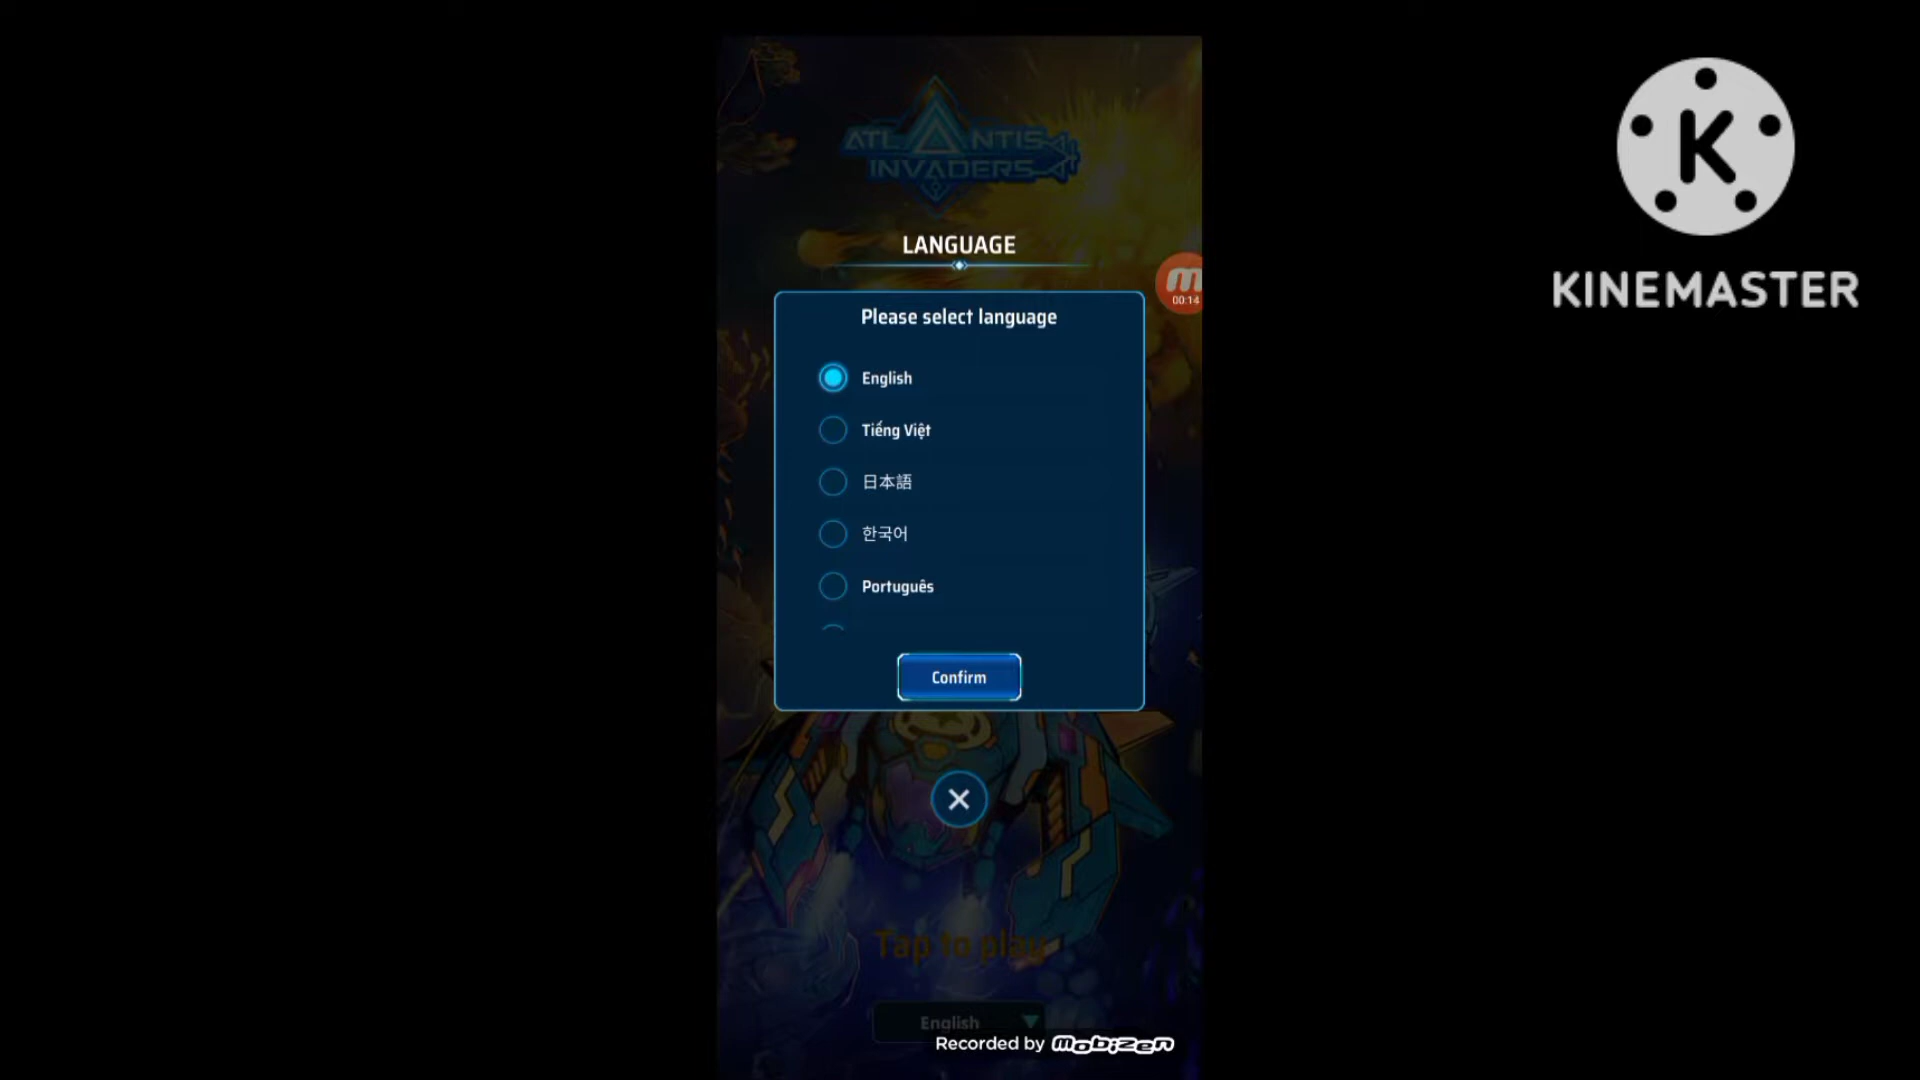 ATLANTIS
INVADERS
LANGUAGE
K
KINEMASTER
00:14
Please select language
English
Tiếng Việt
日本語
한국어
Português
Confirm
Tap to play
English
Recorded by mobizen